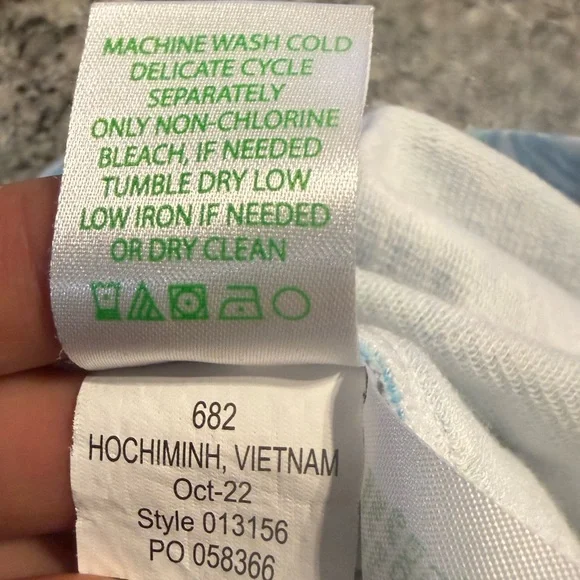 MACHINE WASH COLD
DELICATE CYCLE
SEPARATELY
ONLY NON-CHLORINE
BLEACH, IF NEEDED
TUMBLE DRY LOW
LOW IRON IF NEEDED
OR DRY CLEAN
682
HOCHIMINH, VIETNAM
Oct-22
Style 013156
PO 058366